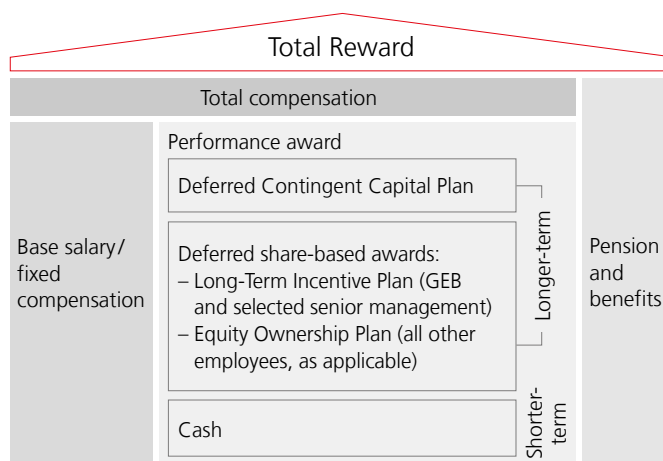 Total Reward
Total compensation
Base salary/
fixed
compensation
Performance award
Deferred Contingent Capital Plan
Deferred share-based awards:
– Long-Term Incentive Plan (GEB
and selected senior management)
– Equity Ownership Plan (all other
employees, as applicable)
Cash
Longer-term
Shorter-
term
Pension
and
benefits